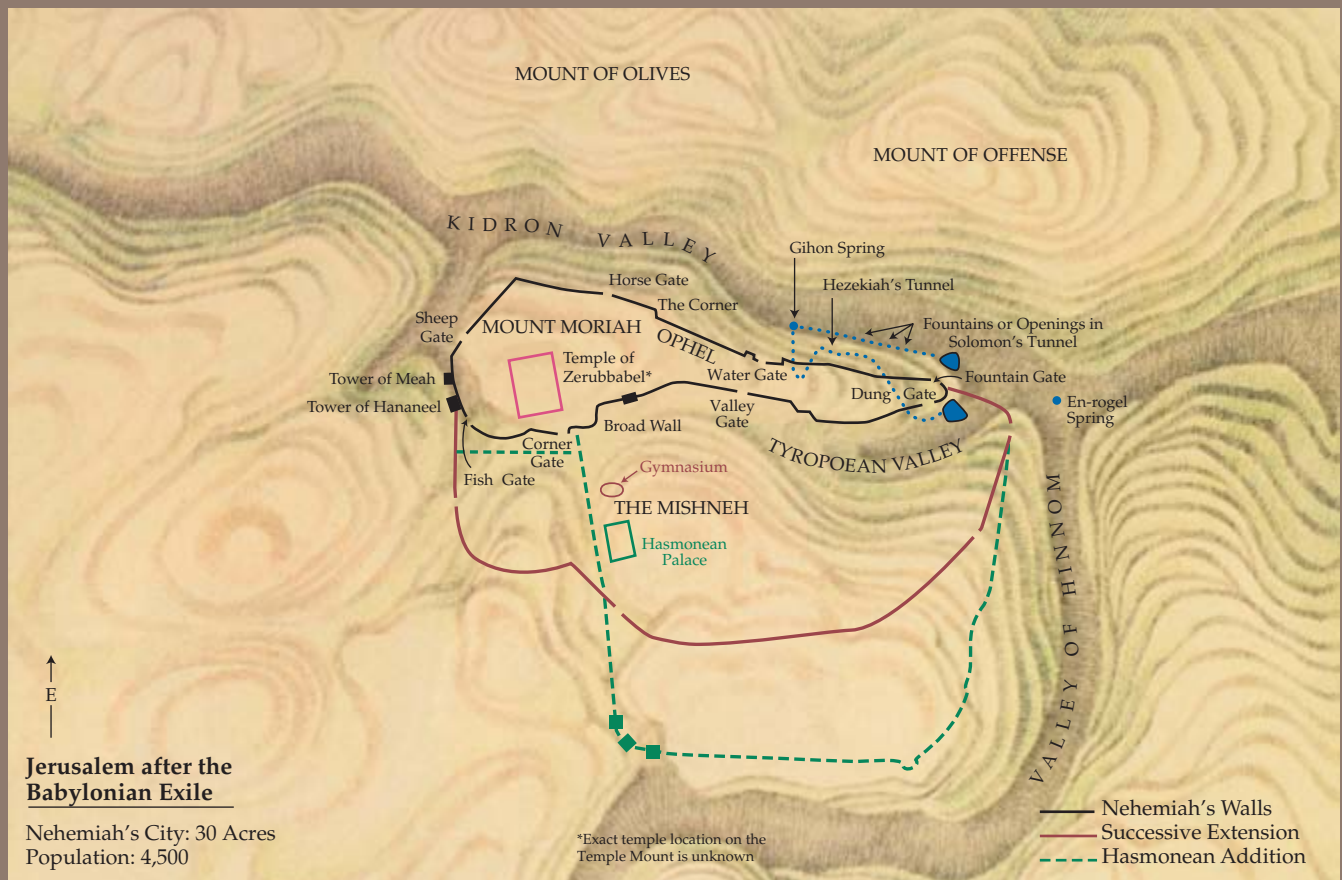 MOUNT OF OLIVES
MOUNT OF OFFENSE
KIDRON VALLEY
Gihon Spring
Hezekiah's Tunnel
Horse Gate
The Corner
Sheep
Gate
MOUNT MORIAH
OPHEL
Fountains or Openings in
Solomon's Tunnel
Temple of
Zerubbabel*
Water Gate
Fountain Gate
Tower of Meah
Tower of Hananeel
Dung Gate
Valley
Gate
Broad Wall
En-rogel
Spring
Corner
Gate
TYROPOEAN VALLEY
Fish Gate
Gymnasium
THE MISHNEH
Hasmonean
Palace
VALLEY OF HINNOM
E
Jerusalem after the
Babylonian Exile
Nehemiah's City: 30 Acres
Population: 4,500
*Exact temple location on the
Temple Mount is unknown
Nehemiah's Walls
Successive Extension
Hasmonean Addition